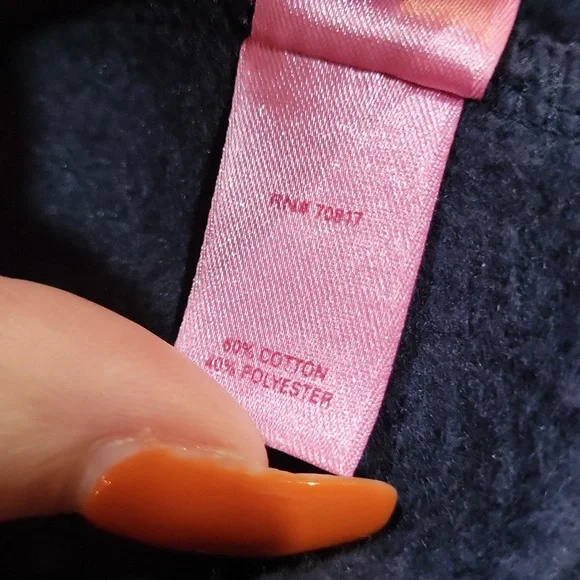 RN# 70817
60% COTTON
40% POLYESTER